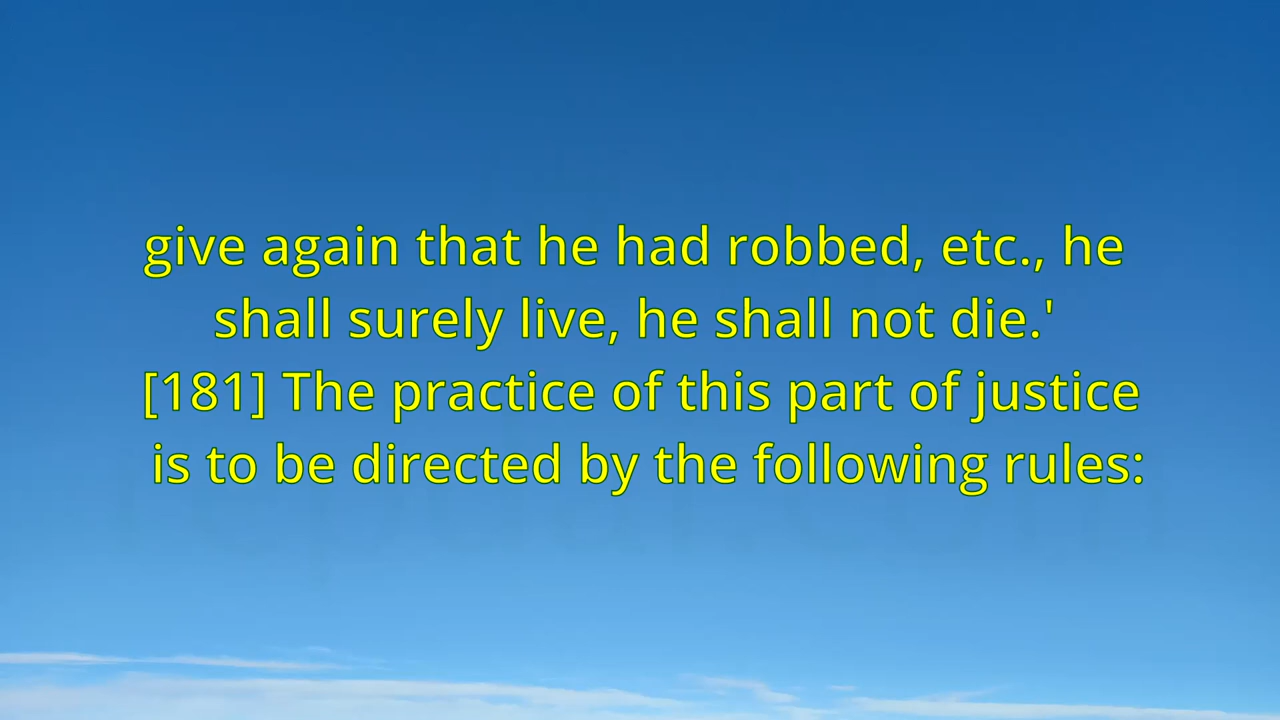 give again that he had robbed, etc., he
shall surely live, he shall not die.'
[181] The practice of this part of justice
is to be directed by the following rules: